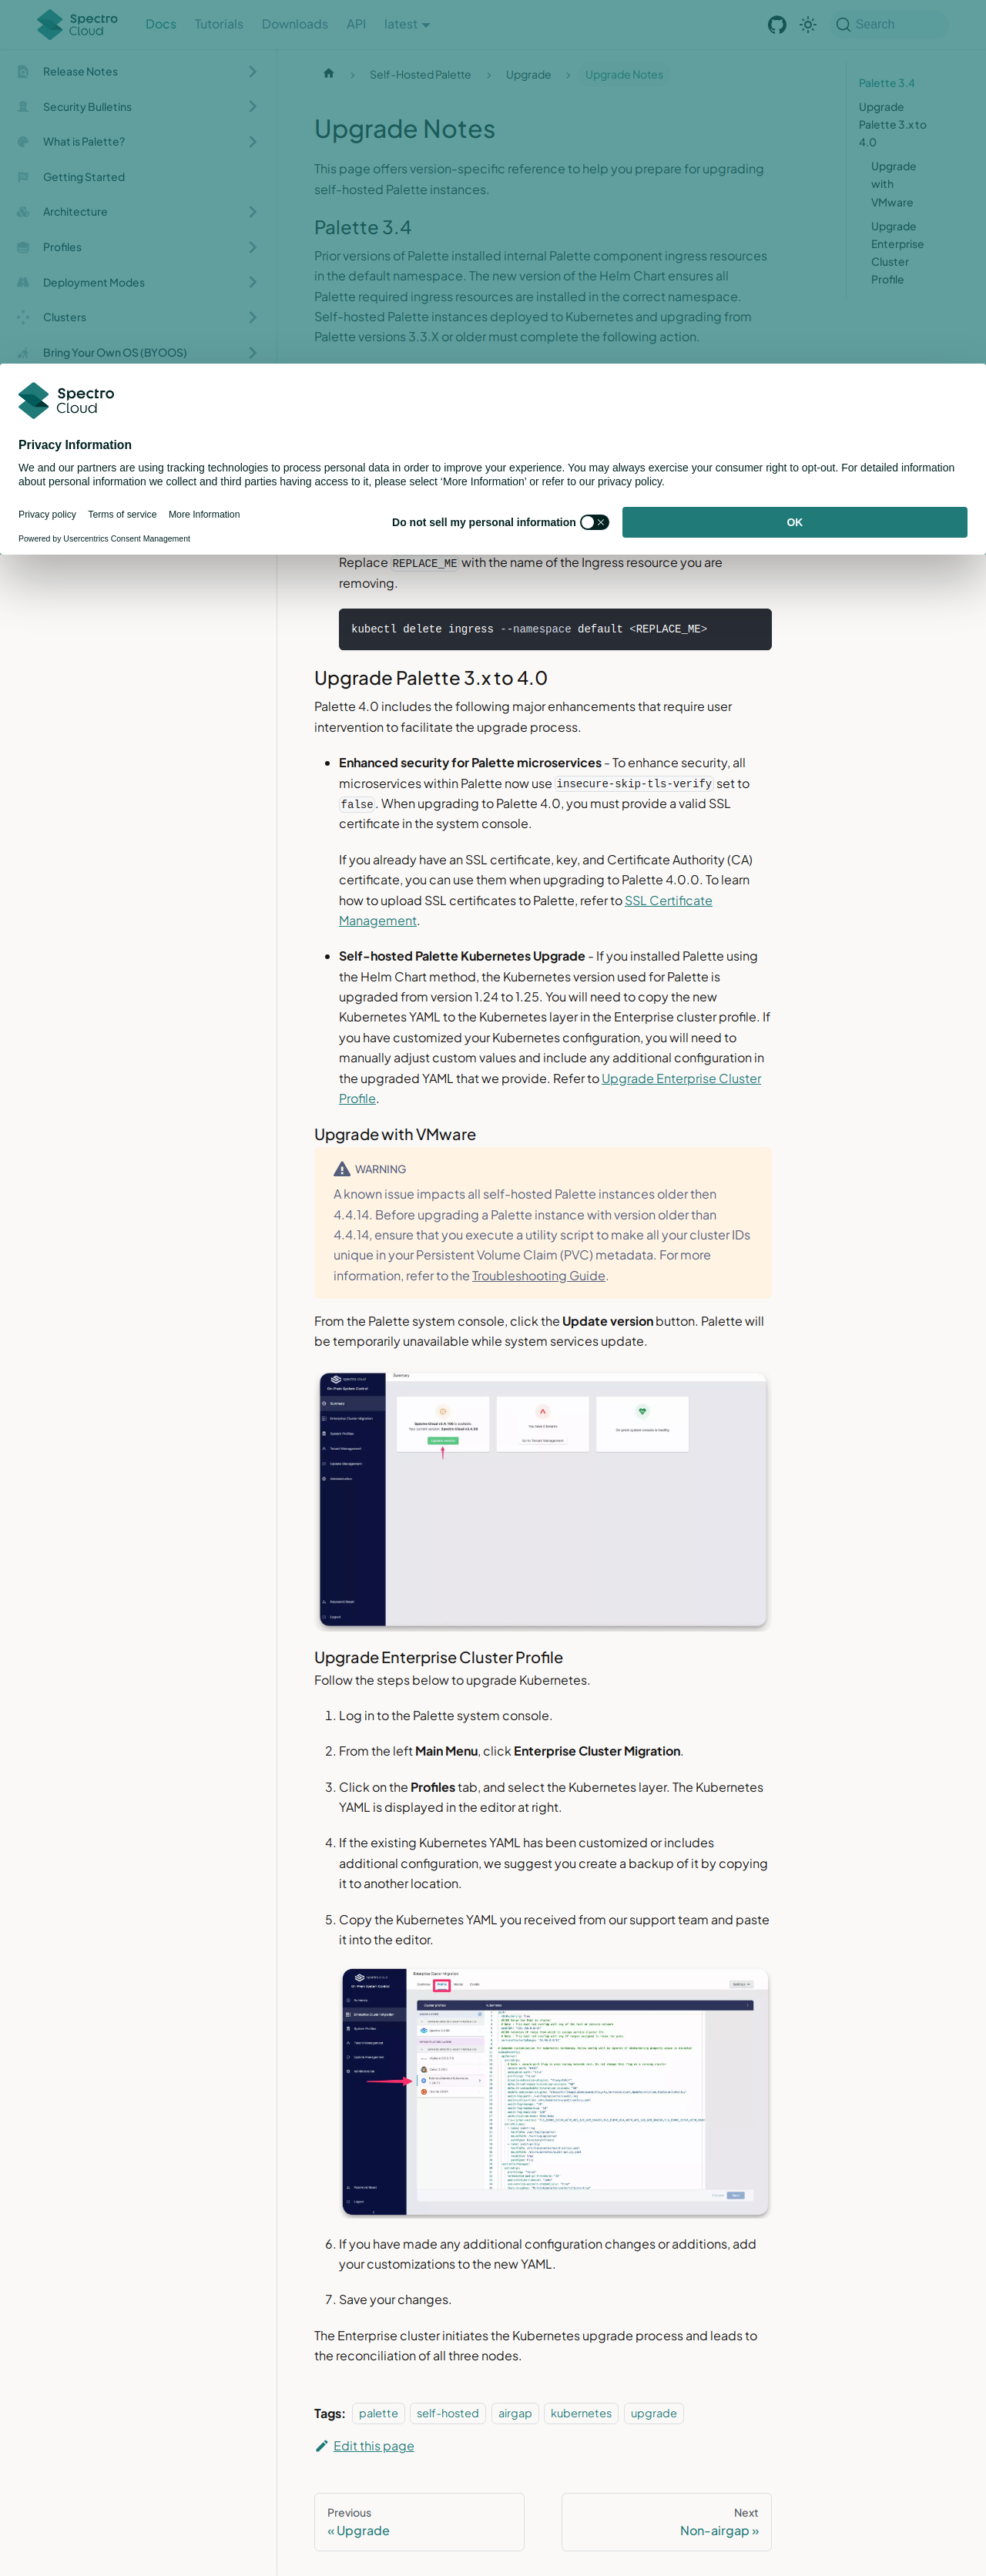 Spectro Cloud
Docs
Tutorials
Downloads
API
latest
Search
Release Notes
Security Bulletins
What is Palette?
Getting Started
Architecture
Profiles
Deployment Modes
Clusters
Bring Your Own OS (BYOOS)
Self-Hosted Palette
Upgrade
Upgrade Notes
Palette 3.4
Upgrade
Palette 3.x to
4.0
Upgrade
with
VMware
Upgrade
Enterprise
Cluster
Profile
Upgrade Notes
This page offers version-specific reference to help you prepare for upgrading
self-hosted Palette instances.
Palette 3.4
Prior versions of Palette installed internal Palette component ingress resources
in the default namespace. The new version of the Helm Chart ensures all
Palette required ingress resources are installed in the correct namespace.
Self-hosted Palette instances deployed to Kubernetes and upgrading from
Palette versions 3.3.X or older must complete the following action.
Spectro
Cloud
Privacy Information
We and our partners are using tracking technologies to process personal data in order to improve your experience. You may always exercise your consumer right to opt-out. For detailed information
about personal information we collect and third parties having access to it, please select ‘More Information’ or refer to our privacy policy.
Privacy policy
Terms of service
More Information
Powered by Usercentrics Consent Management
Do not sell my personal information
OK
Replace REPLACE_ME with the name of the Ingress resource you are
removing.
kubectl delete ingress --namespace default <REPLACE_ME>
Upgrade Palette 3.x to 4.0
Palette 4.0 includes the following major enhancements that require user
intervention to facilitate the upgrade process.
Enhanced security for Palette microservices - To enhance security, all
microservices within Palette now use insecure-skip-tls-verify set to
false. When upgrading to Palette 4.0, you must provide a valid SSL
certificate in the system console.
If you already have an SSL certificate, key, and Certificate Authority (CA)
certificate, you can use them when upgrading to Palette 4.0.0. To learn
how to upload SSL certificates to Palette, refer to SSL Certificate
Management.
Self-hosted Palette Kubernetes Upgrade - If you installed Palette using
the Helm Chart method, the Kubernetes version used for Palette is
upgraded from version 1.24 to 1.25. You will need to copy the new
Kubernetes YAML to the Kubernetes layer in the Enterprise cluster profile. If
you have customized your Kubernetes configuration, you will need to
manually adjust custom values and include any additional configuration in
the upgraded YAML that we provide. Refer to Upgrade Enterprise Cluster
Profile.
Upgrade with VMware
WARNING
A known issue impacts all self-hosted Palette instances older then
4.4.14. Before upgrading a Palette instance with version older than
4.4.14, ensure that you execute a utility script to make all your cluster IDs
unique in your Persistent Volume Claim (PVC) metadata. For more
information, refer to the Troubleshooting Guide.
From the Palette system console, click the Update version button. Palette will
be temporarily unavailable while system services update.
Summary
On-Prem System Control
Summary
Enterprise Cluster Migration
System Profiles
Tenant Management
Update Management
Administration
Update version
Password Reset
Logout
Upgrade Enterprise Cluster Profile
Follow the steps below to upgrade Kubernetes.
1. Log in to the Palette system console.
2. From the left Main Menu, click Enterprise Cluster Migration.
3. Click on the Profiles tab, and select the Kubernetes layer. The Kubernetes
YAML is displayed in the editor at right.
4. If the existing Kubernetes YAML has been customized or includes
additional configuration, we suggest you create a backup of it by copying
it to another location.
5. Copy the Kubernetes YAML you received from our support team and paste
it into the editor.
Enterprise Cluster Migration
6. If you have made any additional configuration changes or additions, add
your customizations to the new YAML.
7. Save your changes.
The Enterprise cluster initiates the Kubernetes upgrade process and leads to
the reconciliation of all three nodes.
Tags: palette self-hosted airgap kubernetes upgrade
Edit this page
Previous
« Upgrade
Next
Non-airgap »